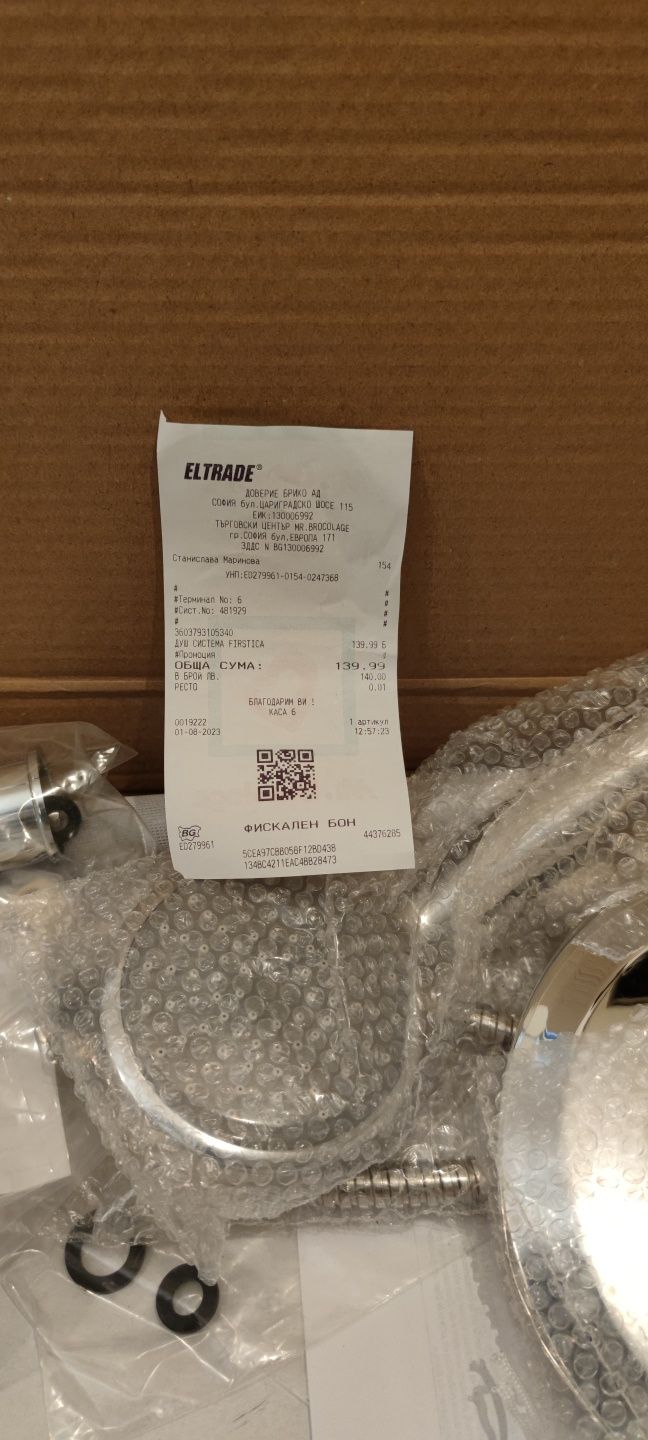 ELTRADE®
ДОВЕРИЕ БРИКО АД
СОФИЯ бул.ЦАРИГРАДСКО ШОСЕ 115
ЕИК:130006992
ТЪРГОВСКИ ЦЕНТЪР MR.BROCOLAGE
гр.СОФИЯ бул.ЕВРОПА 171
ЗДДС N BG130006992
Станислава Маринова 154
УНП:ED279961-0154-0247368
# #
#Терминал No: 6 #
#Сист.No: 481929 #
# #
3603793105340
ДУШ СИСТЕМА FIRSTICA 139.99 Б
#Промоция #
ОБЩА СУМА: 139.99
В БРОЙ ЛВ. 140.00
РЕСТО 0.01
БЛАГОДАРИМ ВИ !
КАСА 6
0019222 1 артикул
01-08-2023 12:57:23
BG ФИСКАЛЕН БОН
ED279961 44376285
5CEA97CBB05BF12BD438
134BC4211EAC4BB28473